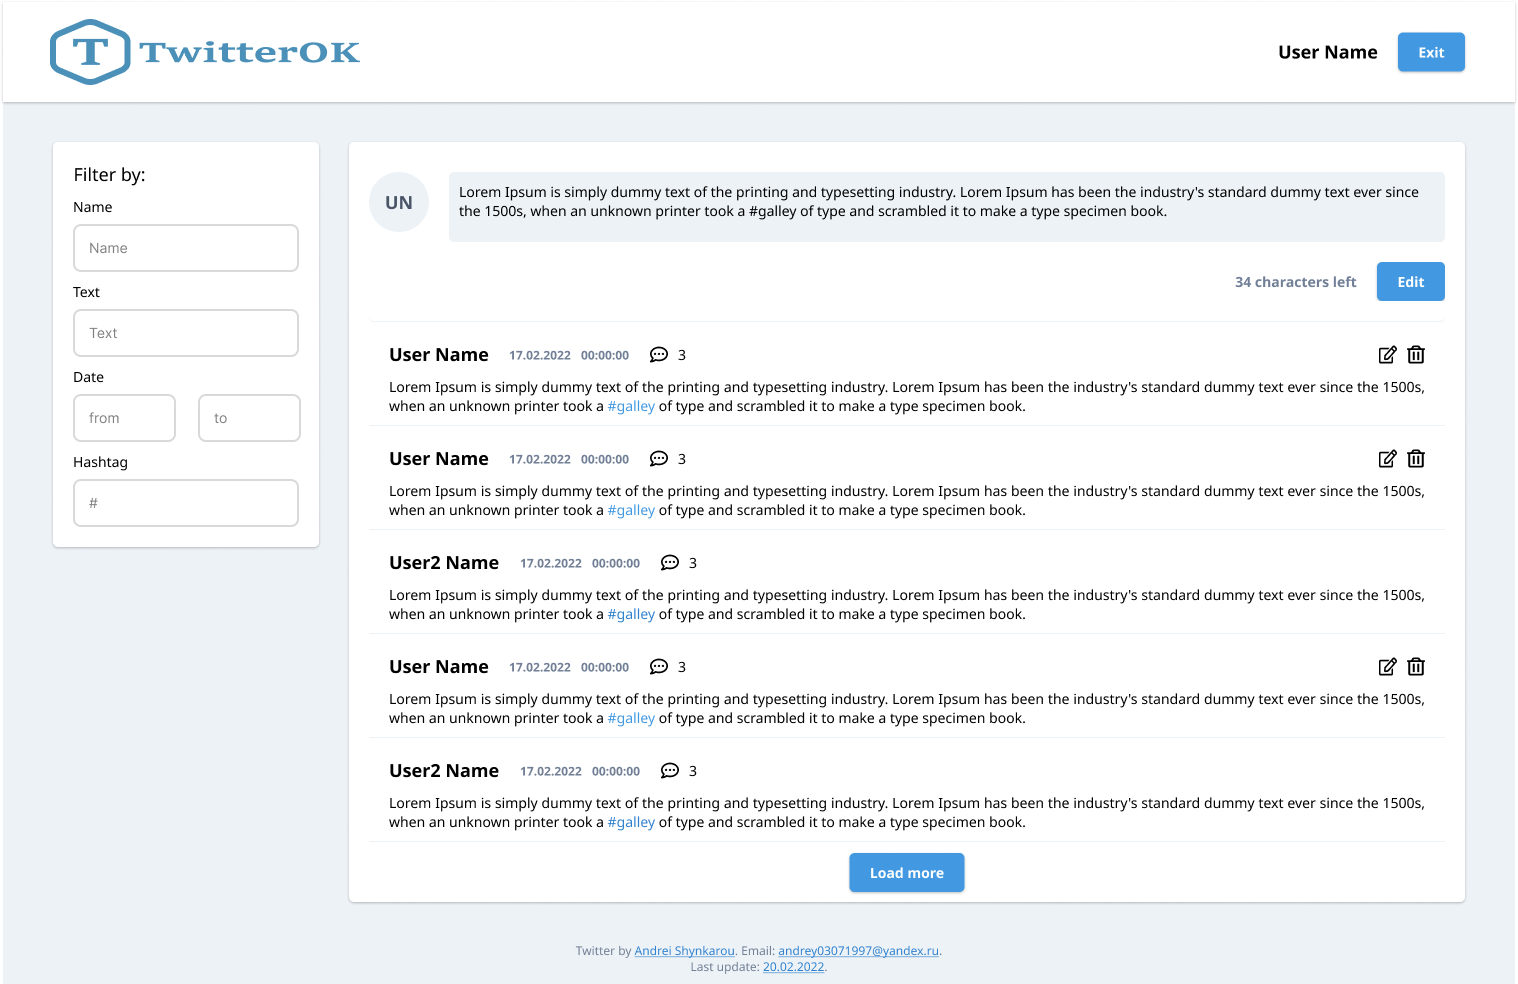 T TwitterOK
User Name Exit
Filter by:
Name
Name
Text
Text
Date
from to
Hashtag
#
UN
Lorem Ipsum is simply dummy text of the printing and typesetting industry. Lorem Ipsum has been the industry's standard dummy text ever since
the 1500s, when an unknown printer took a #galley of type and scrambled it to make a type specimen book.
34 characters left Edit
User Name 17.02.2022 00:00:00 3
Lorem Ipsum is simply dummy text of the printing and typesetting industry. Lorem Ipsum has been the industry's standard dummy text ever since the 1500s,
when an unknown printer took a #galley of type and scrambled it to make a type specimen book.
User Name 17.02.2022 00:00:00 3
Lorem Ipsum is simply dummy text of the printing and typesetting industry. Lorem Ipsum has been the industry's standard dummy text ever since the 1500s,
when an unknown printer took a #galley of type and scrambled it to make a type specimen book.
User2 Name 17.02.2022 00:00:00 3
Lorem Ipsum is simply dummy text of the printing and typesetting industry. Lorem Ipsum has been the industry's standard dummy text ever since the 1500s,
when an unknown printer took a #galley of type and scrambled it to make a type specimen book.
User Name 17.02.2022 00:00:00 3
Lorem Ipsum is simply dummy text of the printing and typesetting industry. Lorem Ipsum has been the industry's standard dummy text ever since the 1500s,
when an unknown printer took a #galley of type and scrambled it to make a type specimen book.
User2 Name 17.02.2022 00:00:00 3
Lorem Ipsum is simply dummy text of the printing and typesetting industry. Lorem Ipsum has been the industry's standard dummy text ever since the 1500s,
when an unknown printer took a #galley of type and scrambled it to make a type specimen book.
Load more
Twitter by Andrei Shynkarou. Email: andrey03071997@yandex.ru.
Last update: 20.02.2022.